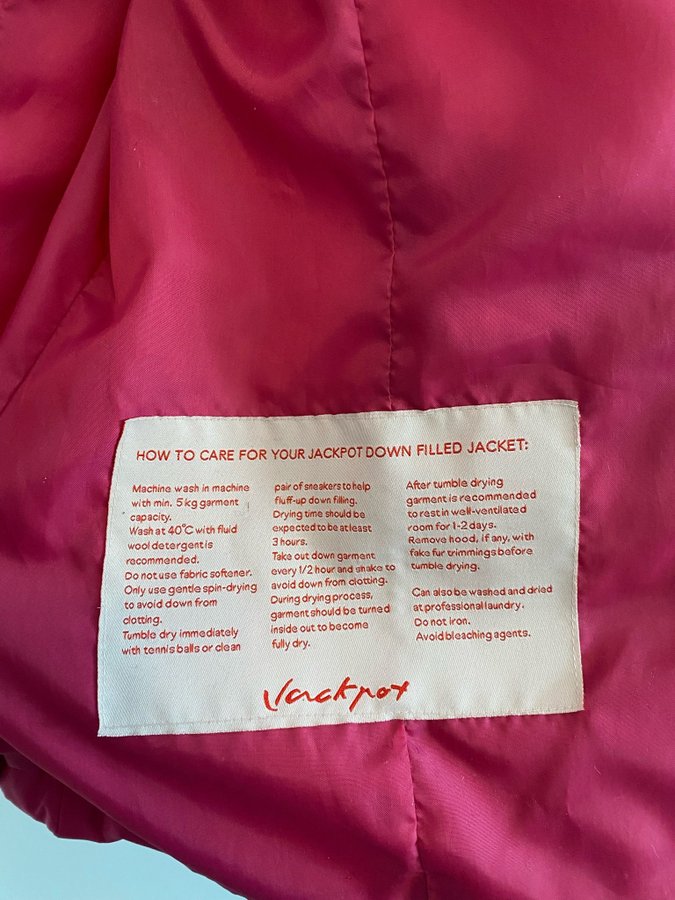 HOW TO CARE FOR YOUR JACKPOT DOWN FILLED JACKET:
Machine wash in machine
with min. 5 kg garment
capacity.
Wash at 40°C with fluid
wool detergent is
recommended.
Do not use fabric softener.
Only use gentle spin-drying
to avoid down from
clotting.
Tumble dry immediately
with tennis balls or clean
pair of sneakers to help
fluff-up down filling.
Drying time should be
expected to be at least
3 hours.
Take out down garment
every 1/2 hour and shake to
avoid down from clotting.
During drying process,
garment should be turned
inside out to become
fully dry.
After tumble drying
garment is recommended
to rest in well-ventilated
room for 1-2 days.
Remove hood, if any, with
fake fur trimmings before
tumble drying.
Can also be washed and dried
at professional laundry.
Do not iron.
Avoid bleaching agents.
Jackpot